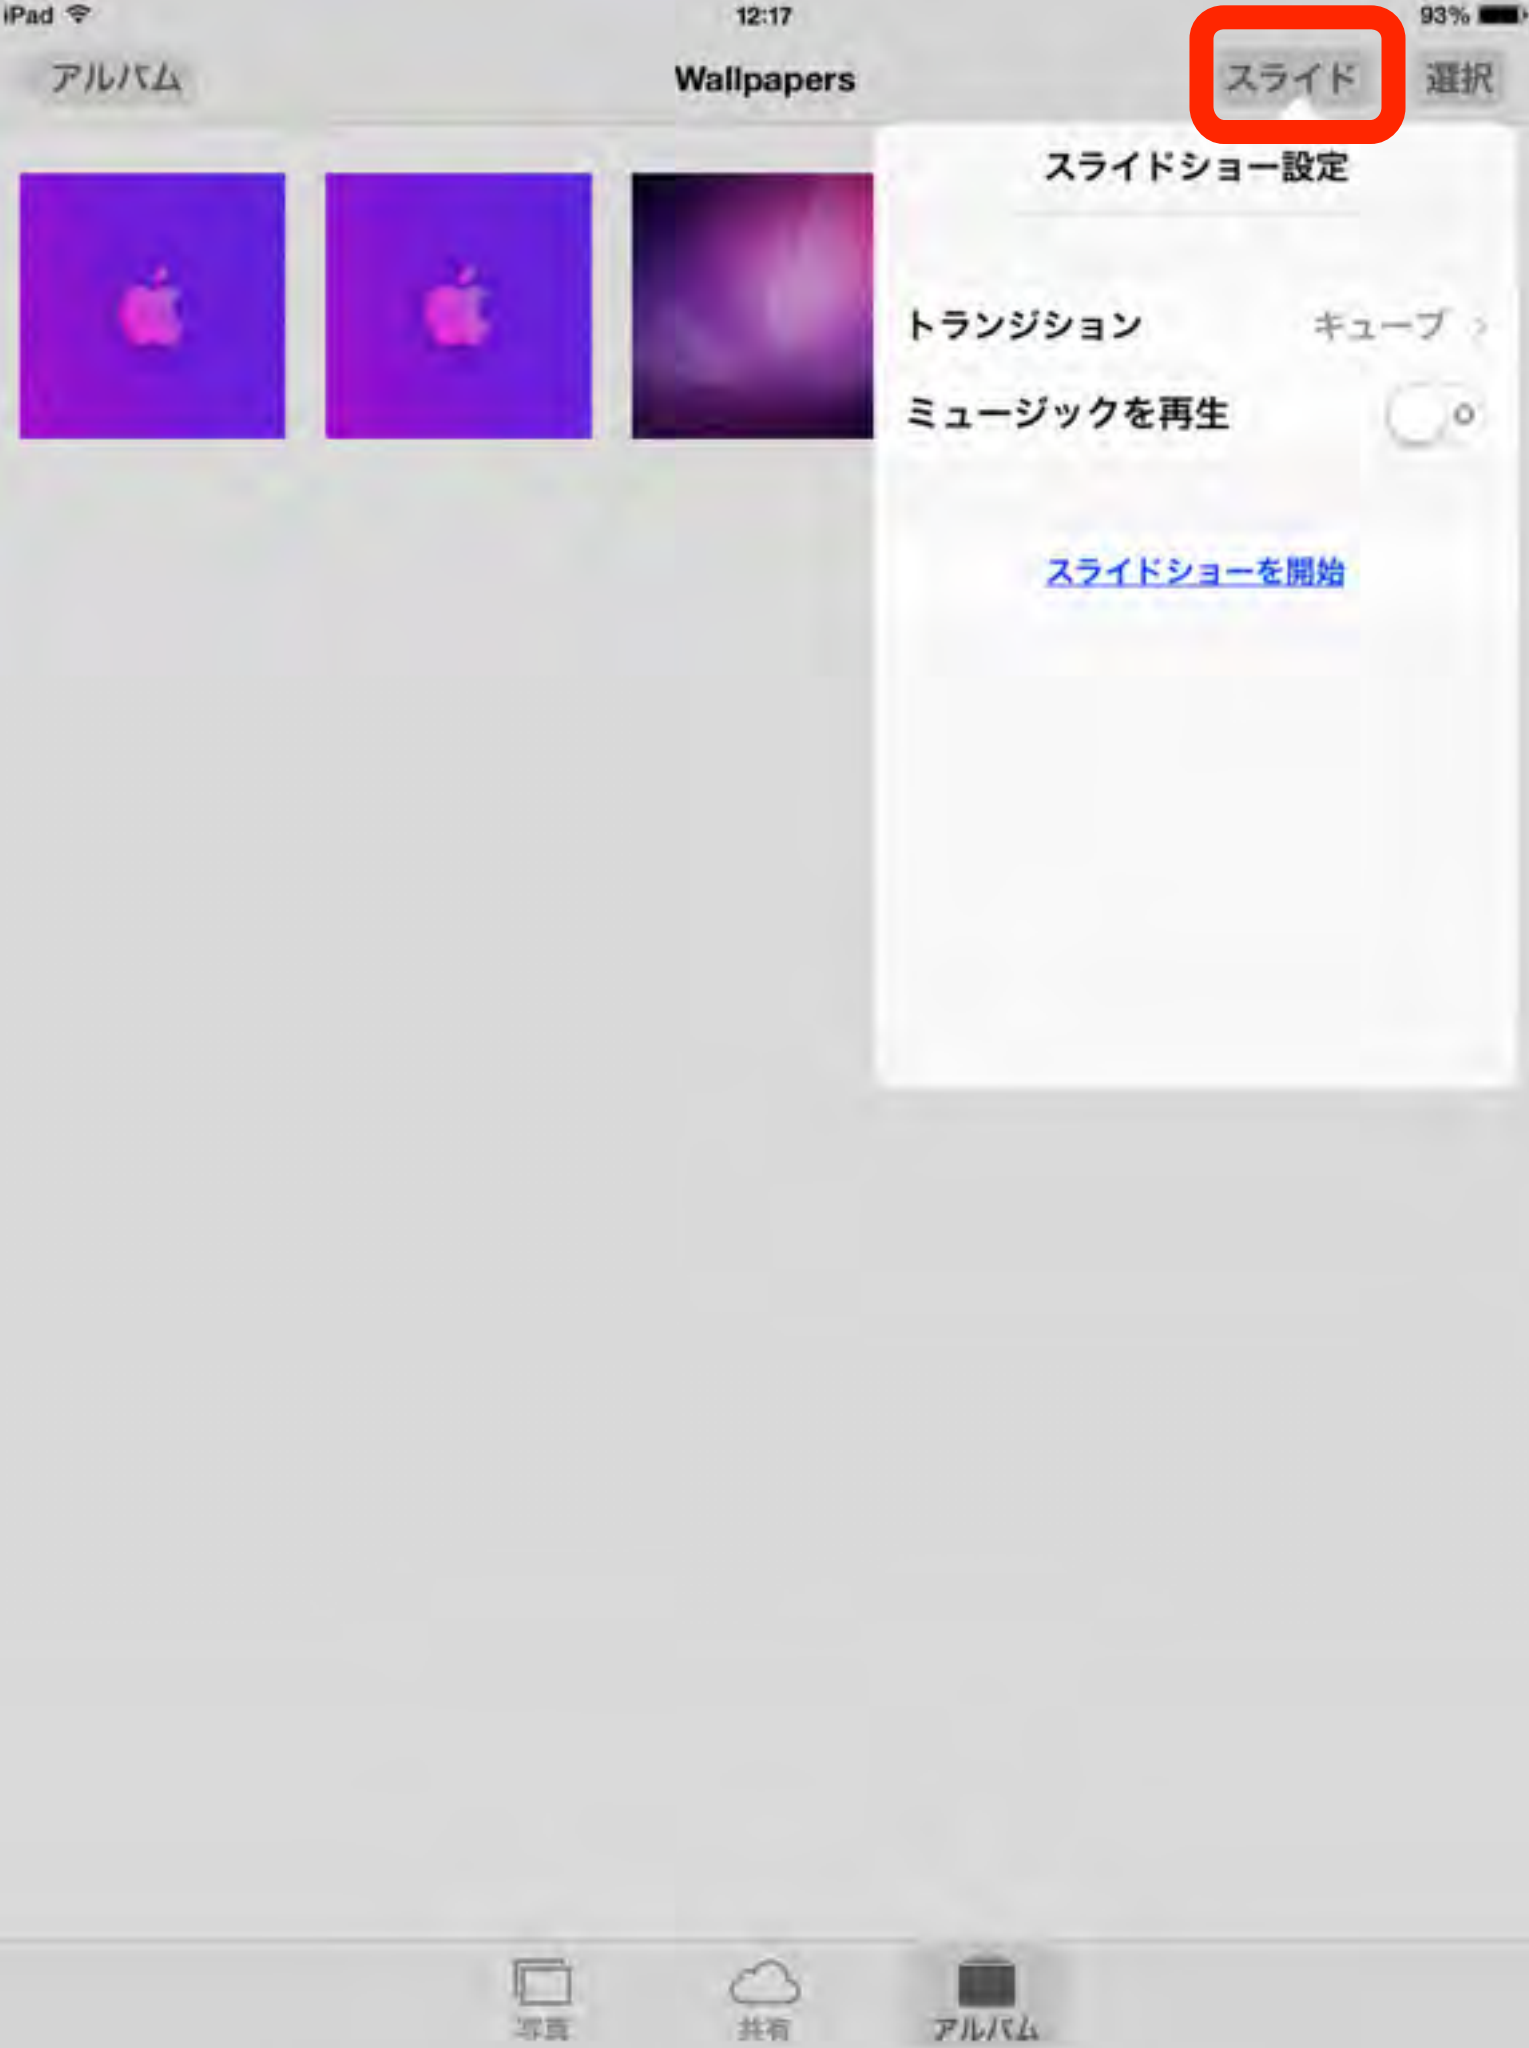 iPad
12:17
93%
アルバム
Wallpapers
スライド
選択
スライドショー設定
トランジション
キューブ
ミュージックを再生
スライドショーを開始
写真
共有
アルバム